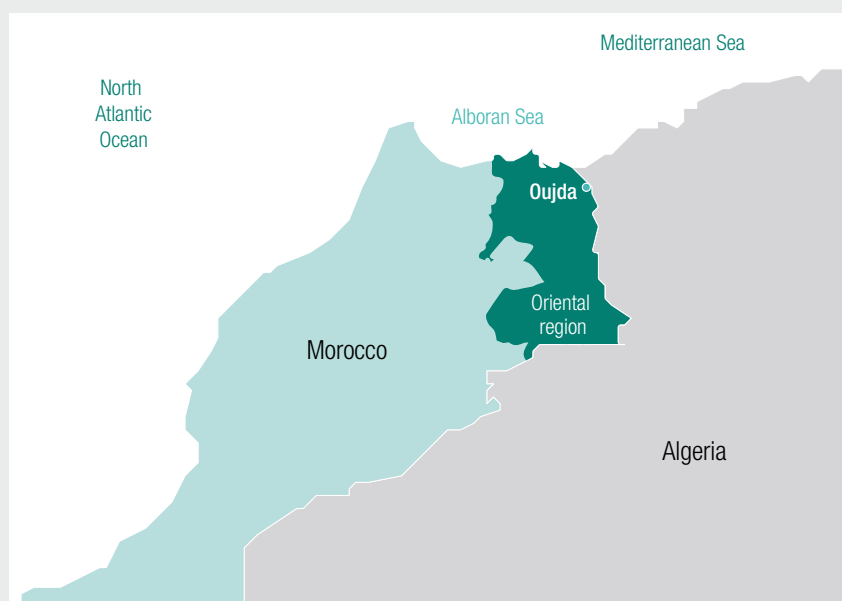 Mediterranean Sea
North
Atlantic
Ocean
Alboran Sea
Oujda
Oriental
region
Morocco
Algeria